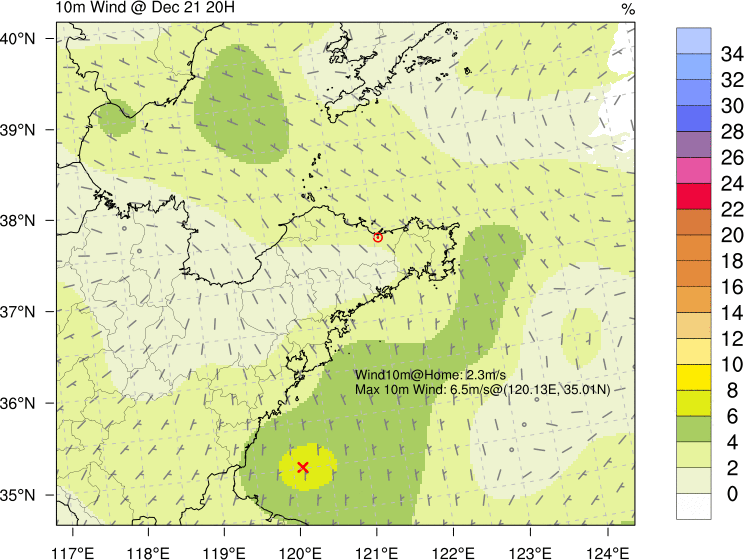 10m Wind @ Dec 21 20H
%
40°N
39°N
38°N
37°N
36°N
35°N
117°E
118°E
119°E
120°E
121°E
122°E
123°E
124°E
Wind10m@Home: 2.3m/s
Max 10m Wind: 6.5m/s@(120.13E, 35.01N)
34
32
30
28
26
24
22
20
18
16
14
12
10
8
6
4
2
0